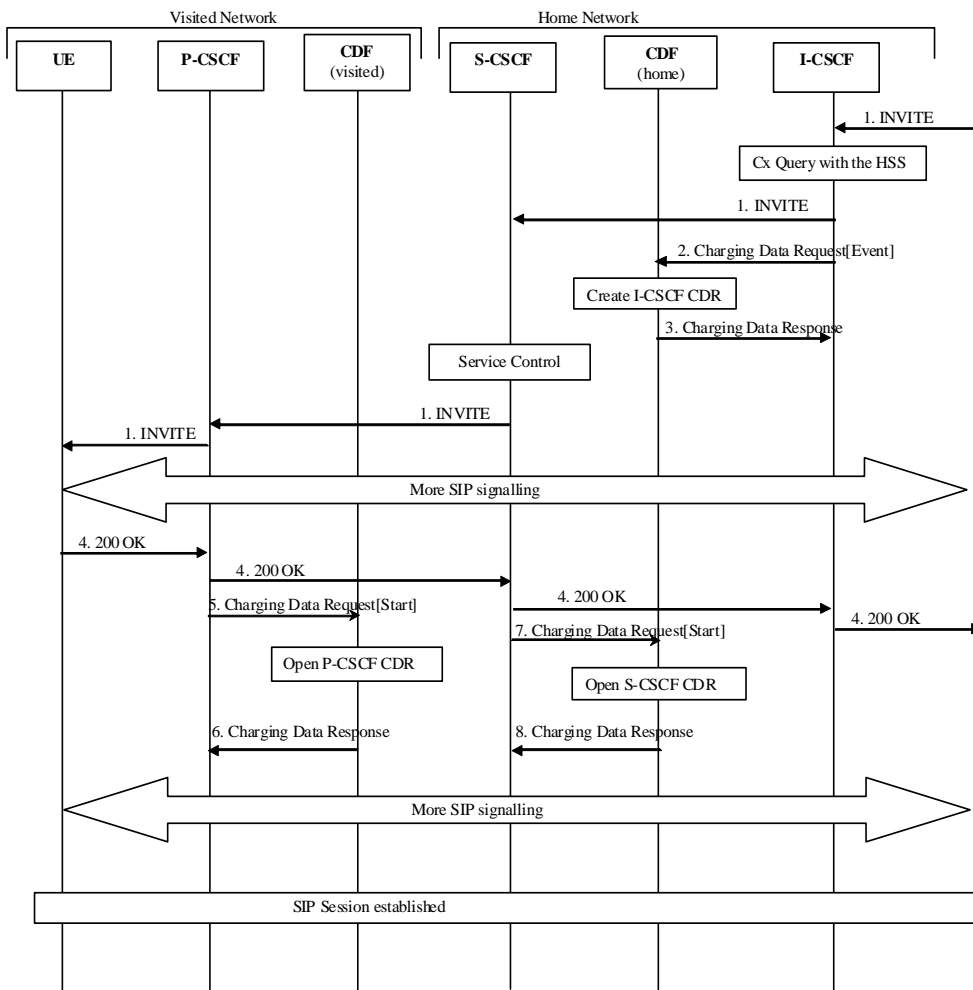 Visited Network
Home Network
UE
P-CSCF
CDF
(visited)
S-CSCF
CDF
(home)
I-CSCF
1. INVITE
Cx Query with the HSS
1. INVITE
2. Charging Data Request[Event]
Create I-CSCF CDR
3. Charging Data Response
Service Control
1. INVITE
1. INVITE
More SIP signalling
4. 200 OK
4. 200 OK
5. Charging Data Request[Start]
4. 200 OK
4. 200 OK
7. Charging Data Request[Start]
Open P-CSCF CDR
Open S-CSCF CDR
6. Charging Data Response
8. Charging Data Response
More SIP signalling
SIP Session established